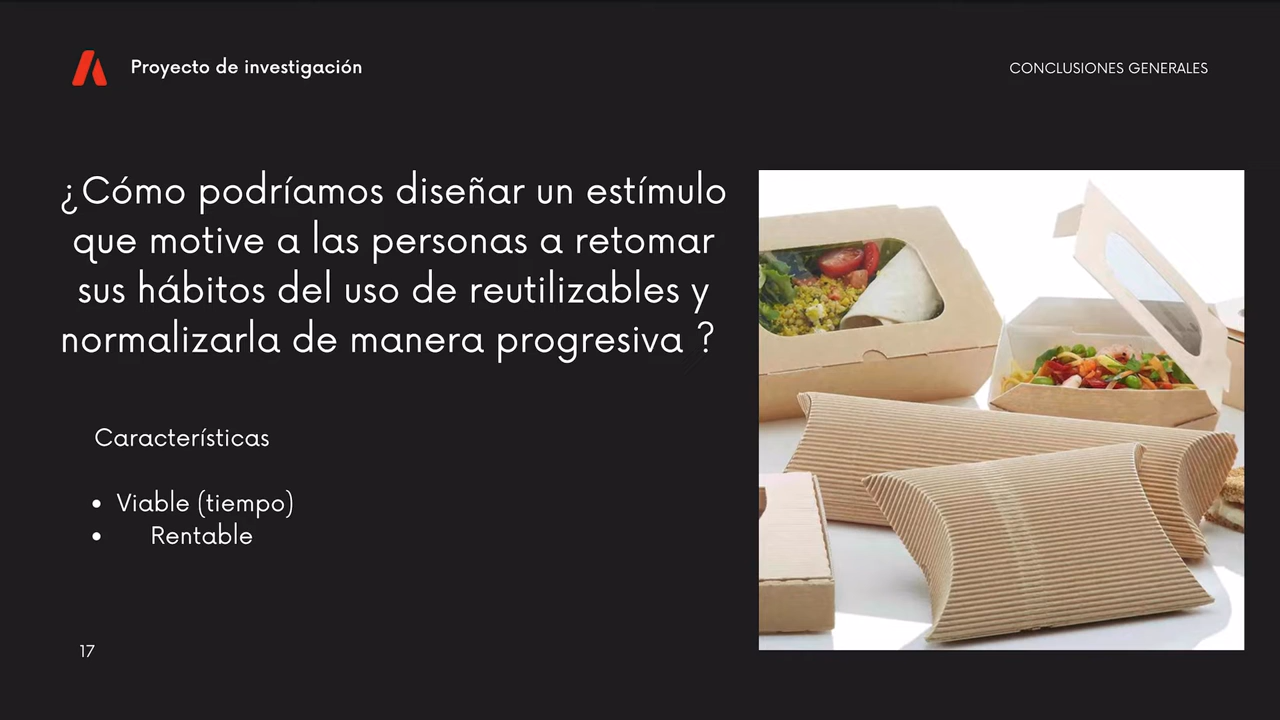 Proyecto de investigación
CONCLUSIONES GENERALES
¿Cómo podríamos diseñar un estímulo
que motive a las personas a retomar
sus hábitos del uso de reutilizables y
normalizarla de manera progresiva ?
Características
• Viable (tiempo)
• Rentable
17